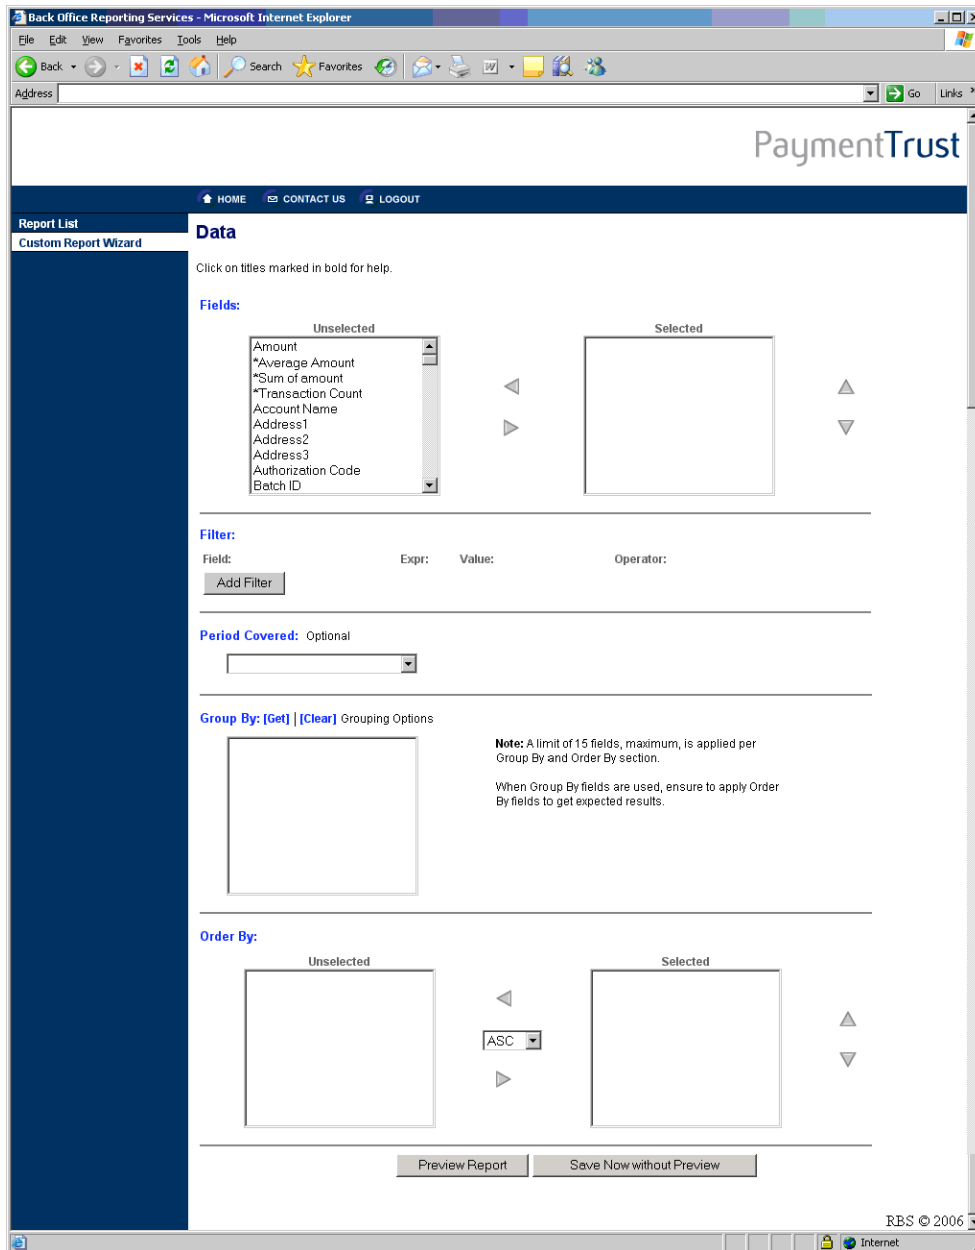 Back Office Reporting Services - Microsoft Internet Explorer
File Edit View Favorites Tools Help
Back Search Favorites
Address Go Links
PaymentTrust
HOME CONTACT US LOGOUT
Report List
Custom Report Wizard
Data
Click on titles marked in bold for help.
Fields:
Unselected Selected
Amount
*Average Amount
*Sum of amount
*Transaction Count
Account Name
Address1
Address2
Address3
Authorization Code
Batch ID
Filter:
Field: Expr: Value: Operator:
Add Filter
Period Covered: Optional
Group By: [Get] | [Clear] Grouping Options
Note: A limit of 15 fields, maximum, is applied per
Group By and Order By section.
When Group By fields are used, ensure to apply Order
By fields to get expected results.
Order By:
Unselected Selected
ASC
Preview Report Save Now without Preview
RBS © 2006
Internet